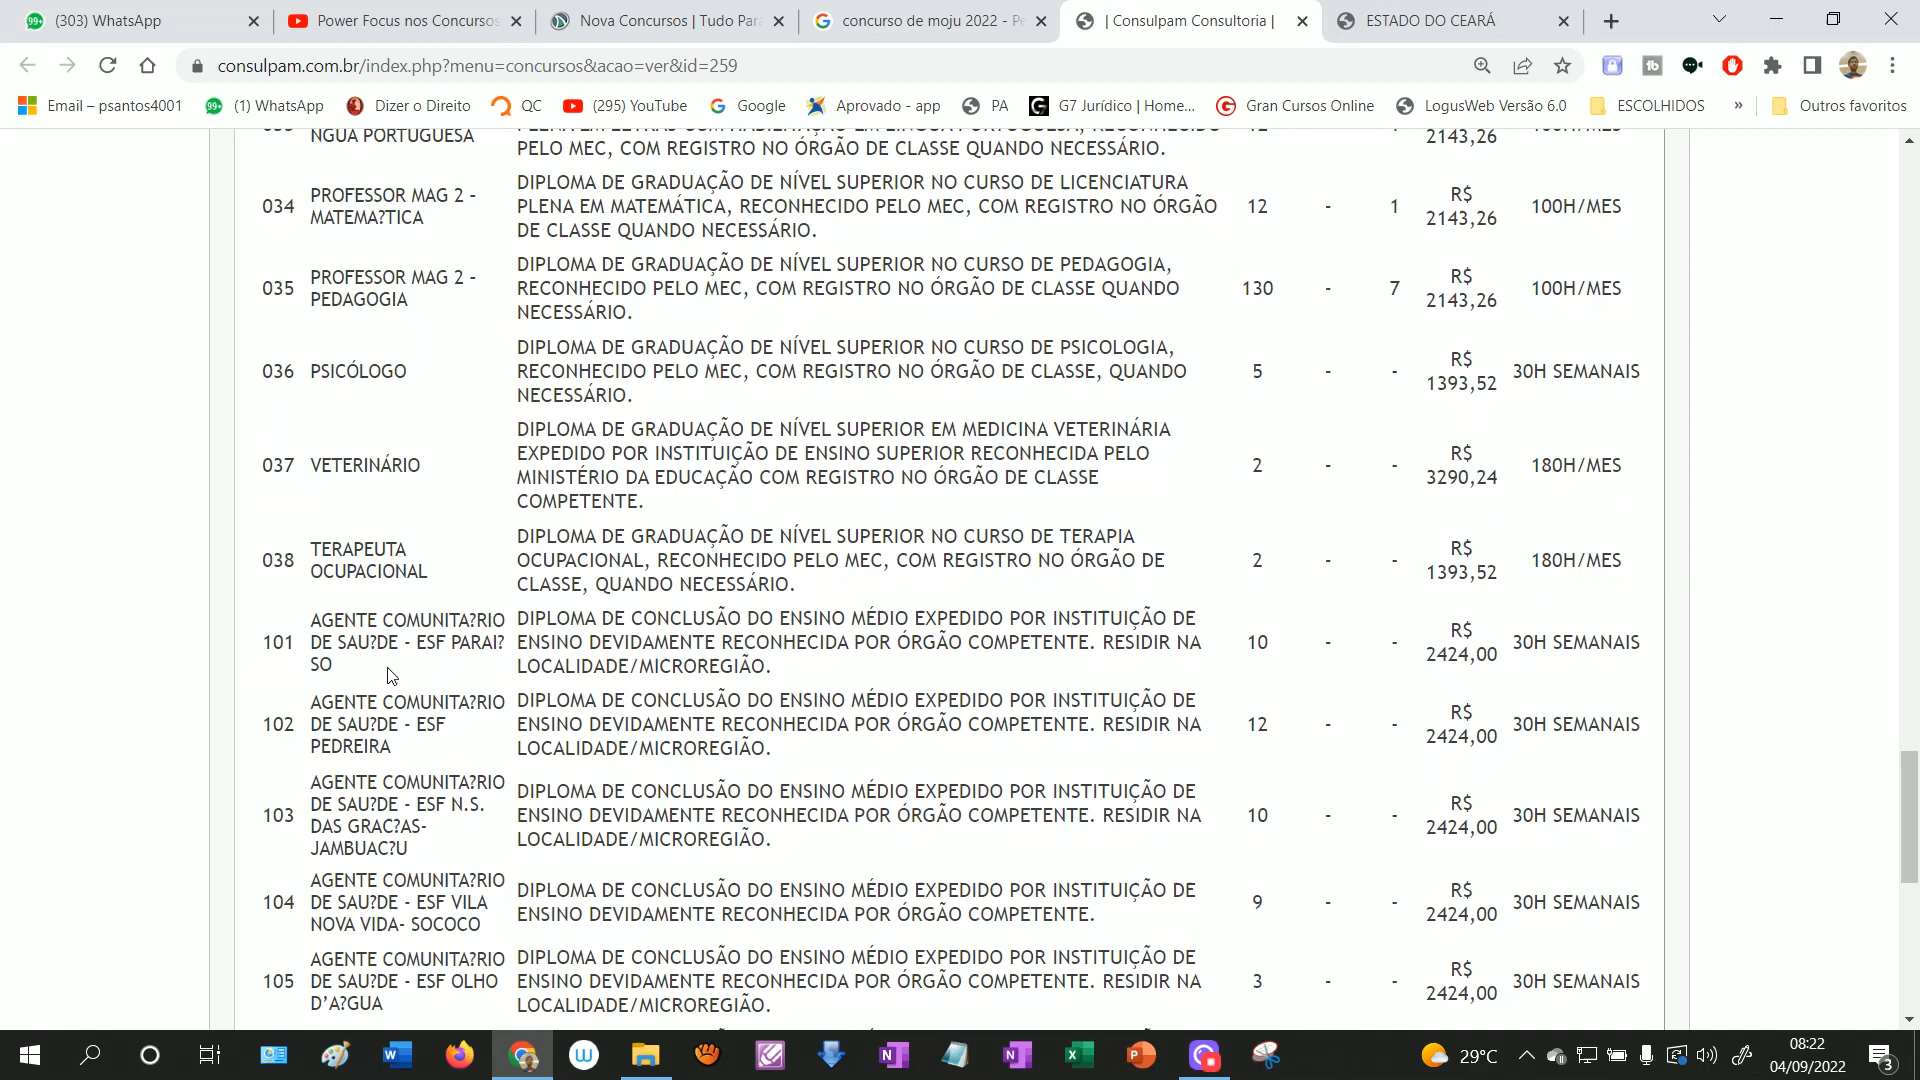 (303) WhatsApp
Power Focus nos Concursos
Nova Concursos | Tudo Par
concurso de moju 2022 - Pe
| Consulpam Consultoria |
ESTADO DO CEARÁ
consulpam.com.br/index.php?menu=concursos&acao=ver&id=259
Email – psantos4001
(1) WhatsApp
Dizer o Direito
QC
(295) YouTube
Google
Aprovado - app
PA
G7 Jurídico | Home...
Gran Cursos Online
LogusWeb Versão 6.0
ESCOLHIDOS
»
Outros favoritos
NGUA PORTUGUESA
PLENA EM LETRAS COM HABILITAÇÃO EM LÍNGUA PORTUGUESA, RECONHECIDO
PELO MEC, COM REGISTRO NO ÓRGÃO DE CLASSE QUANDO NECESSÁRIO.
2143,26
034
PROFESSOR MAG 2 -
MATEMA?TICA
DIPLOMA DE GRADUAÇÃO DE NÍVEL SUPERIOR NO CURSO DE LICENCIATURA
PLENA EM MATEMÁTICA, RECONHECIDO PELO MEC, COM REGISTRO NO ÓRGÃO
DE CLASSE QUANDO NECESSÁRIO.
12 - 1
R$
2143,26
100H/MES
035
PROFESSOR MAG 2 -
PEDAGOGIA
DIPLOMA DE GRADUAÇÃO DE NÍVEL SUPERIOR NO CURSO DE PEDAGOGIA,
RECONHECIDO PELO MEC, COM REGISTRO NO ÓRGÃO DE CLASSE QUANDO
NECESSÁRIO.
130 - 7
R$
2143,26
100H/MES
036
PSICÓLOGO
DIPLOMA DE GRADUAÇÃO DE NÍVEL SUPERIOR NO CURSO DE PSICOLOGIA,
RECONHECIDO PELO MEC, COM REGISTRO NO ÓRGÃO DE CLASSE, QUANDO
NECESSÁRIO.
5 - -
R$
1393,52
30H SEMANAIS
037
VETERINÁRIO
DIPLOMA DE GRADUAÇÃO DE NÍVEL SUPERIOR EM MEDICINA VETERINÁRIA
EXPEDIDO POR INSTITUIÇÃO DE ENSINO SUPERIOR RECONHECIDA PELO
MINISTÉRIO DA EDUCAÇÃO COM REGISTRO NO ÓRGÃO DE CLASSE
COMPETENTE.
2 - -
R$
3290,24
180H/MES
038
TERAPEUTA
OCUPACIONAL
DIPLOMA DE GRADUAÇÃO DE NÍVEL SUPERIOR NO CURSO DE TERAPIA
OCUPACIONAL, RECONHECIDO PELO MEC, COM REGISTRO NO ÓRGÃO DE
CLASSE, QUANDO NECESSÁRIO.
2 - -
R$
1393,52
180H/MES
101
AGENTE COMUNITA?RIO
DE SAU?DE - ESF PARAI?
SO
DIPLOMA DE CONCLUSÃO DO ENSINO MÉDIO EXPEDIDO POR INSTITUIÇÃO DE
ENSINO DEVIDAMENTE RECONHECIDA POR ÓRGÃO COMPETENTE. RESIDIR NA
LOCALIDADE/MICROREGIÃO.
10 - -
R$
2424,00
30H SEMANAIS
102
AGENTE COMUNITA?RIO
DE SAU?DE - ESF
PEDREIRA
DIPLOMA DE CONCLUSÃO DO ENSINO MÉDIO EXPEDIDO POR INSTITUIÇÃO DE
ENSINO DEVIDAMENTE RECONHECIDA POR ÓRGÃO COMPETENTE. RESIDIR NA
LOCALIDADE/MICROREGIÃO.
12 - -
R$
2424,00
30H SEMANAIS
103
AGENTE COMUNITA?RIO
DE SAU?DE - ESF N.S.
DAS GRAC?AS-
JAMBUAC?U
DIPLOMA DE CONCLUSÃO DO ENSINO MÉDIO EXPEDIDO POR INSTITUIÇÃO DE
ENSINO DEVIDAMENTE RECONHECIDA POR ÓRGÃO COMPETENTE. RESIDIR NA
LOCALIDADE/MICROREGIÃO.
10 - -
R$
2424,00
30H SEMANAIS
104
AGENTE COMUNITA?RIO
DE SAU?DE - ESF VILA
NOVA VIDA- SOCOCO
DIPLOMA DE CONCLUSÃO DO ENSINO MÉDIO EXPEDIDO POR INSTITUIÇÃO DE
ENSINO DEVIDAMENTE RECONHECIDA POR ÓRGÃO COMPETENTE.
9 - -
R$
2424,00
30H SEMANAIS
105
AGENTE COMUNITA?RIO
DE SAU?DE - ESF OLHO
D’A?GUA
DIPLOMA DE CONCLUSÃO DO ENSINO MÉDIO EXPEDIDO POR INSTITUIÇÃO DE
ENSINO DEVIDAMENTE RECONHECIDA POR ÓRGÃO COMPETENTE. RESIDIR NA
LOCALIDADE/MICROREGIÃO.
3 - -
R$
2424,00
30H SEMANAIS
29°C
08:22
04/09/2022
3